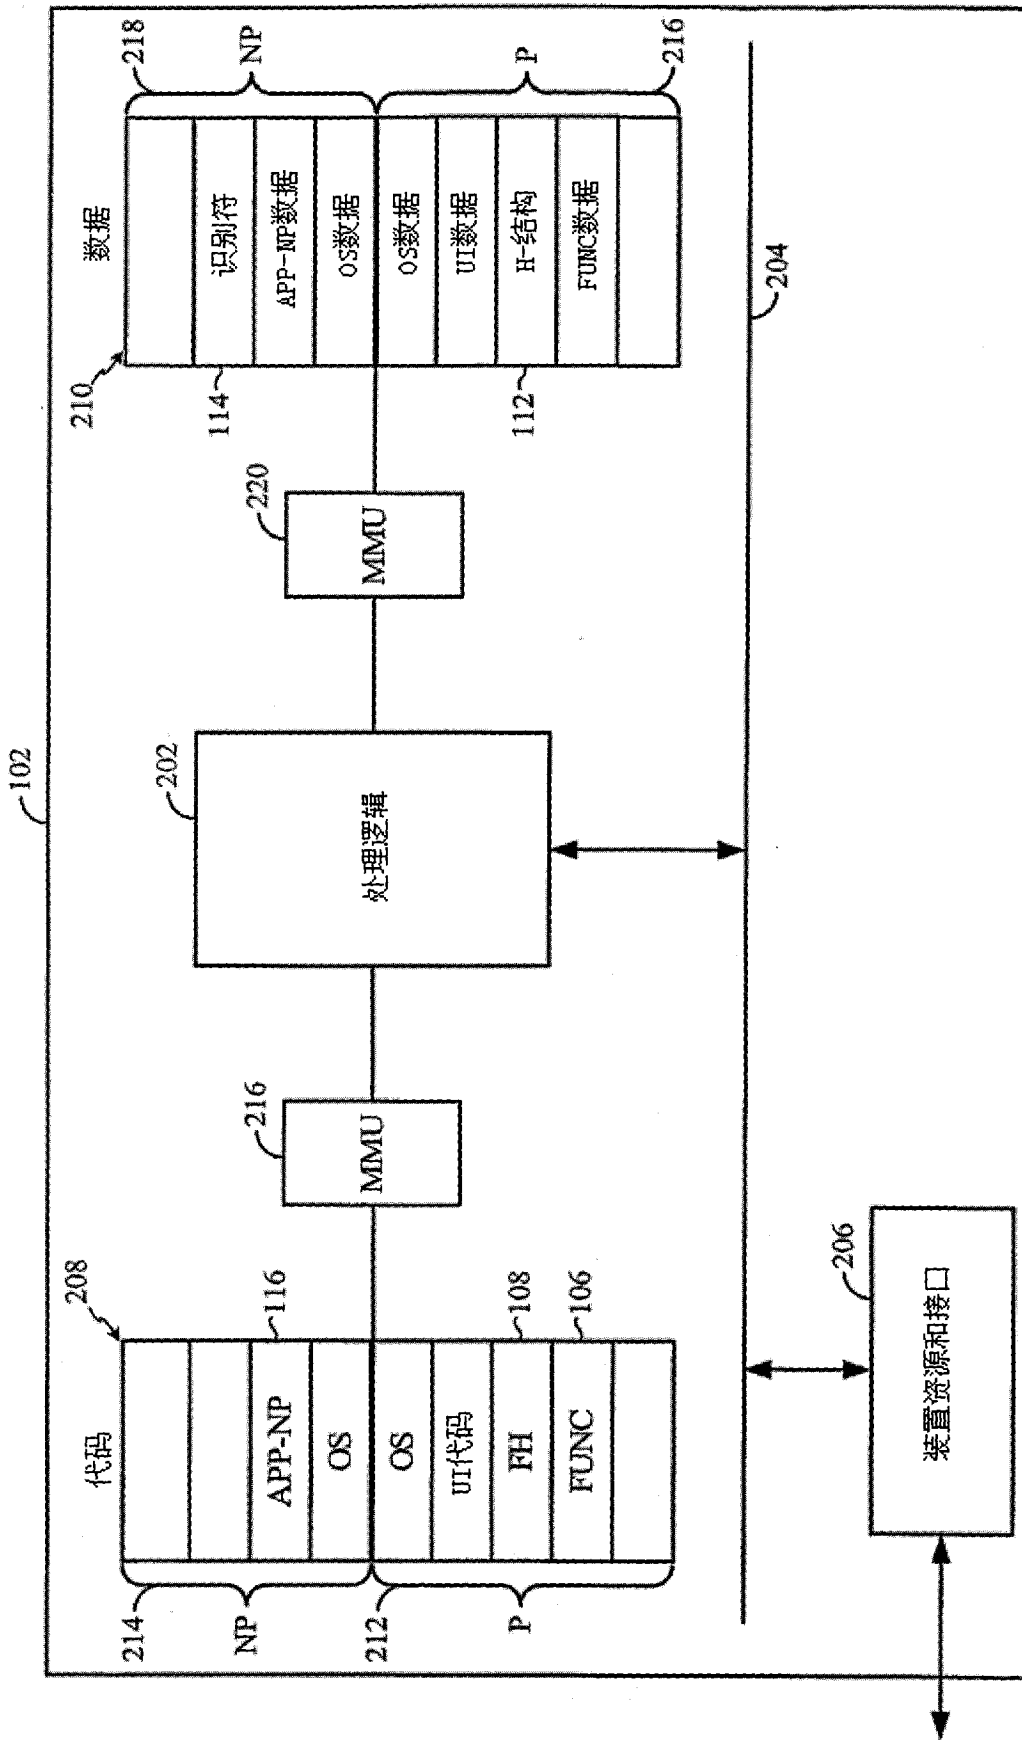 102
代码
208
214
NP
APP-NP
116
OS
212
P
OS
UI代码
FH
108
FUNC
106
216
MMU
202
处理逻辑
220
MMU
数据
210
218
NP
识别符
114
APP-NP数据
OS数据
OS数据
UI数据
H-结构
112
FUNC数据
P
216
204
206
装置资源和接口